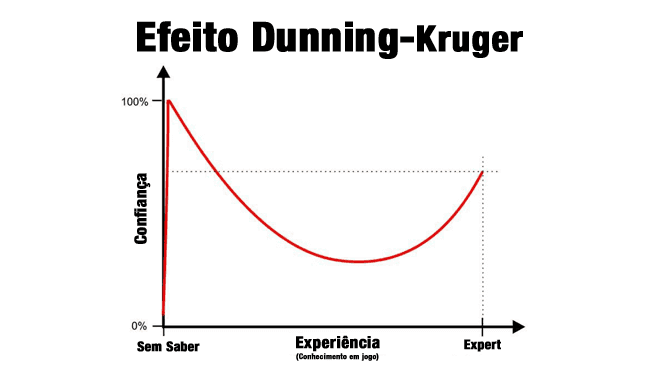 Efeito Dunning-Kruger
100%
Confiança
0%
Sem Saber
Experiência
(Conhecimento em jogo)
Expert